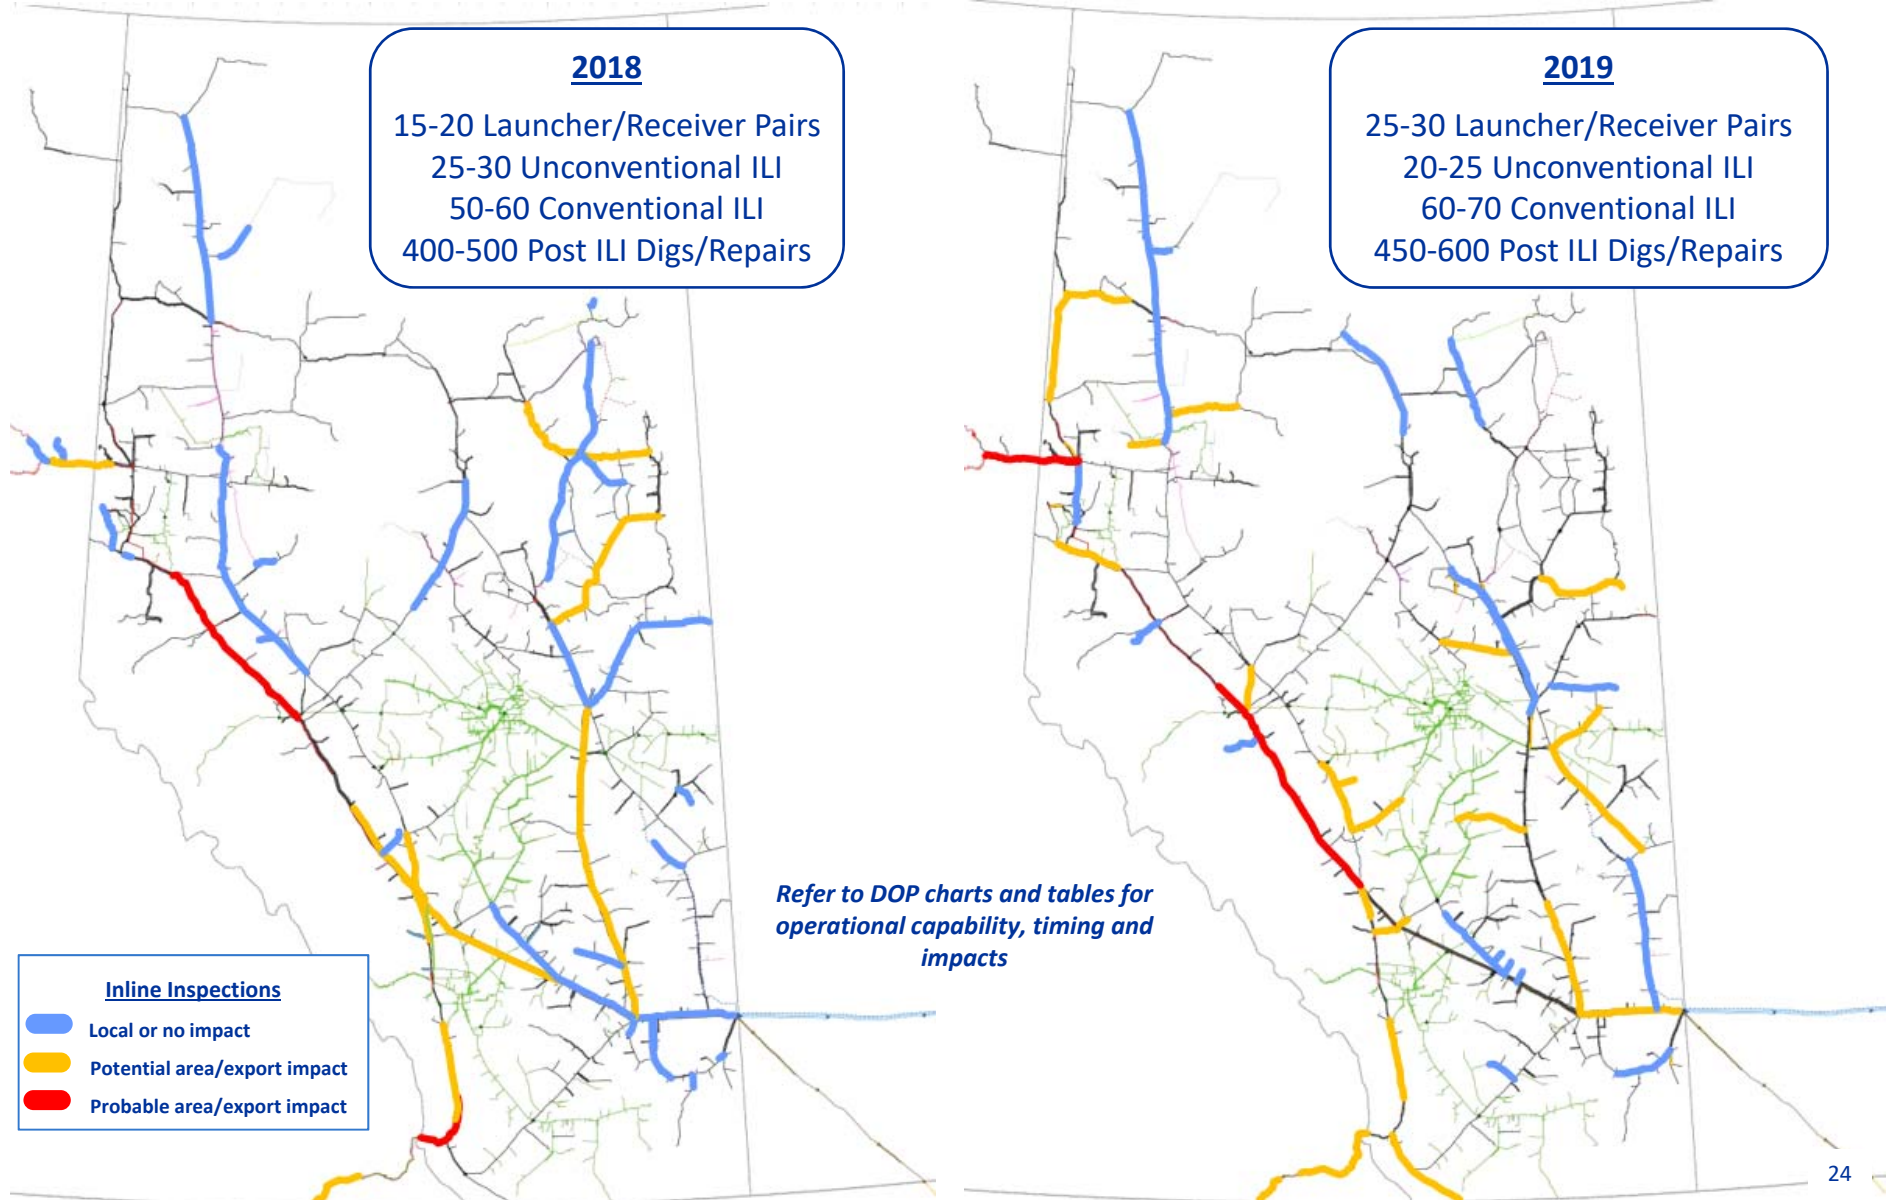 2018
15-20 Launcher/Receiver Pairs
25-30 Unconventional ILI
50-60 Conventional ILI
400-500 Post ILI Digs/Repairs
2019
25-30 Launcher/Receiver Pairs
20-25 Unconventional ILI
60-70 Conventional ILI
450-600 Post ILI Digs/Repairs
Refer to DOP charts and tables for
operational capability, timing and
impacts
Inline Inspections
Local or no impact
Potential area/export impact
Probable area/export impact
24